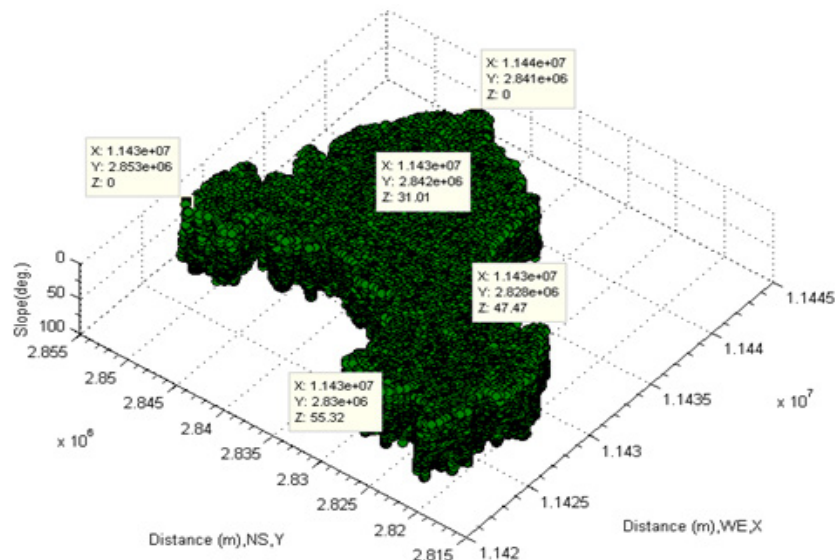 X: 1.144e+07
Y: 2.841e+06
Z: 0
X: 1.143e+07
Y: 2.853e+06
Z: 0
X: 1.143e+07
Y: 2.842e+06
Z: 31.01
X: 1.143e+07
Y: 2.828e+06
Z: 47.47
X: 1.143e+07
Y: 2.83e+06
Z: 55.32
Slope(deg.)
0
50
100
2.855
2.85
2.845
2.84
2.835
2.83
2.825
2.82
2.815
x 10^6
Distance (m),NS,Y
1.142
1.1425
1.143
1.1435
1.144
1.1445
x 10^7
Distance (m),WE,X